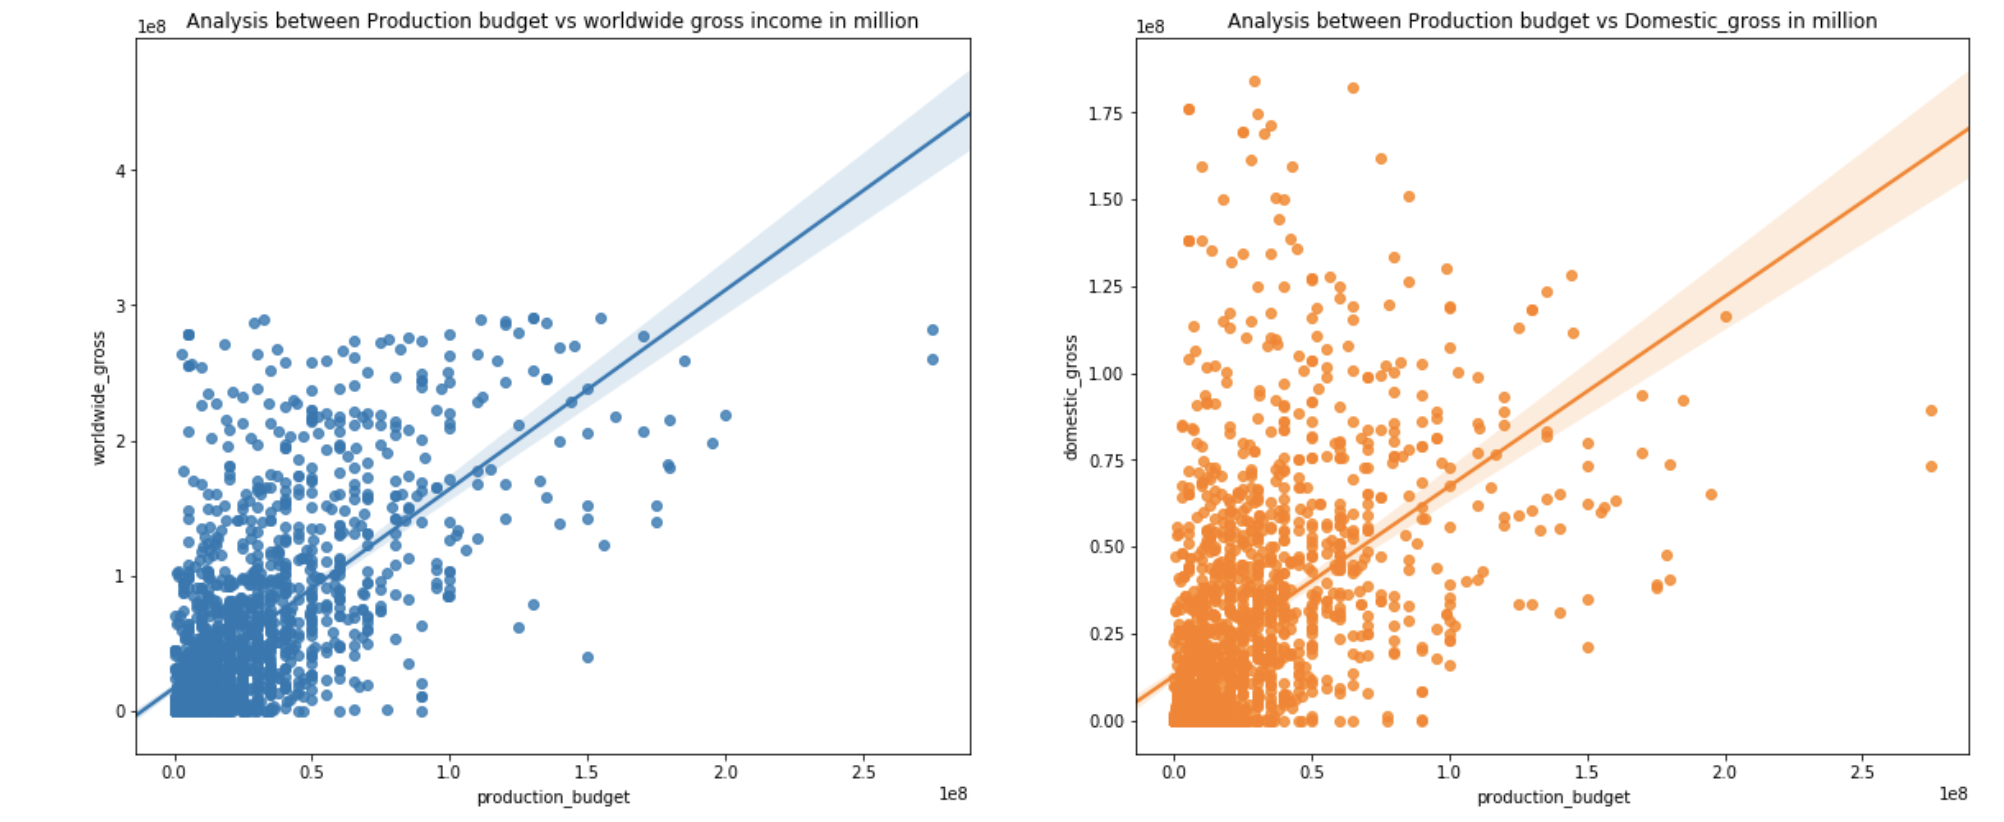 Analysis between Production budget vs worldwide gross income in million
1e8
4
3
2
1
0
worldwide_gross
0.0 0.5 1.0 1.5 2.0 2.5
production_budget
1e8
Analysis between Production budget vs Domestic_gross in million
1e8
1.75
1.50
1.25
1.00
0.75
0.50
0.25
0.00
domestic_gross
0.0 0.5 1.0 1.5 2.0 2.5
production_budget
1e8